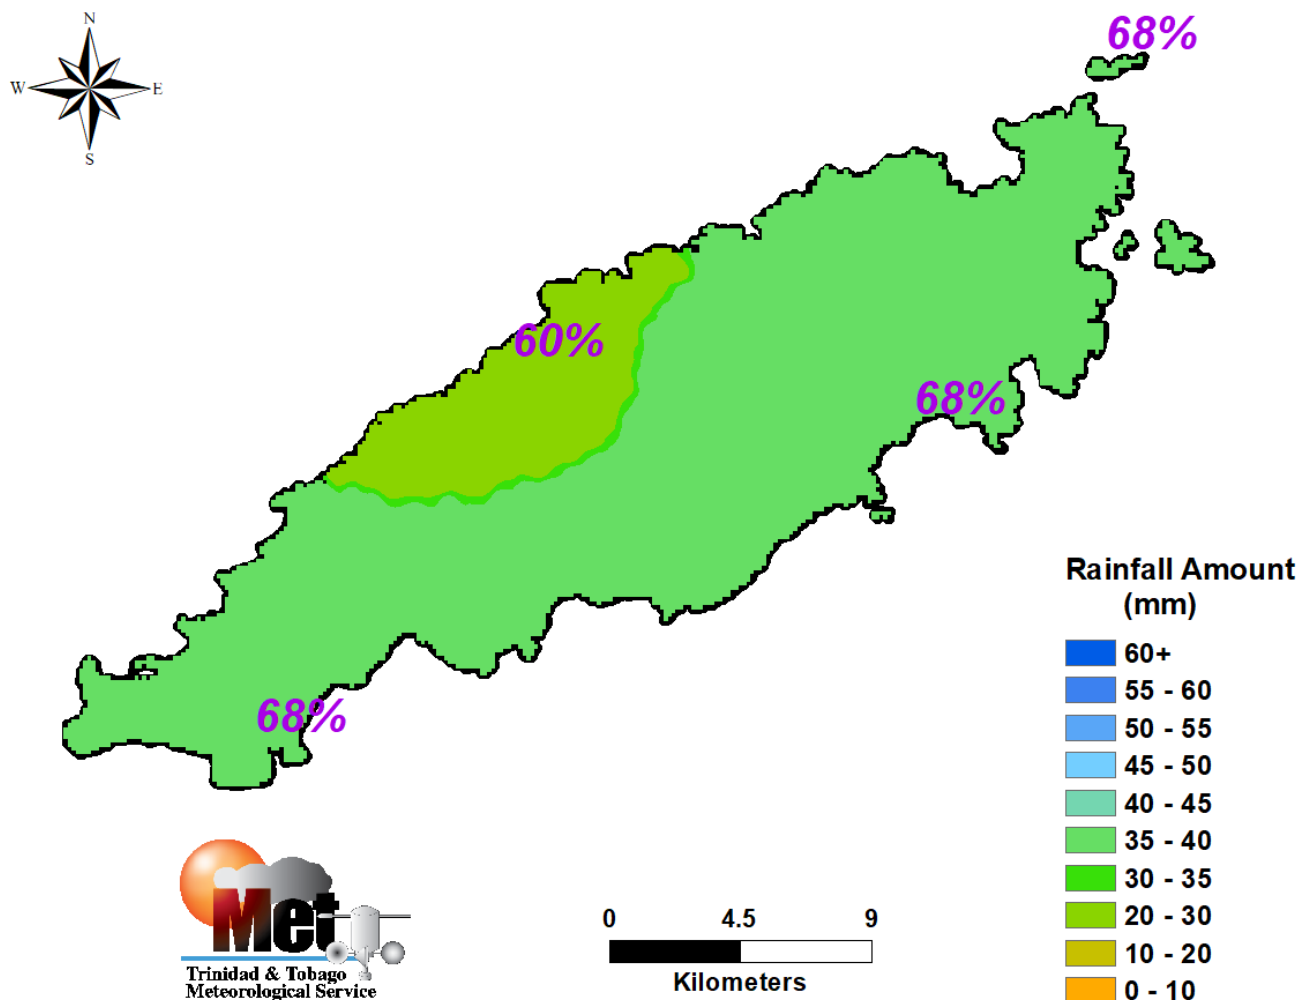 N
W E
S
68%
60%
68%
68%
Rainfall Amount
(mm)
60+
55 - 60
50 - 55
45 - 50
40 - 45
35 - 40
30 - 35
20 - 30
10 - 20
0 - 10
Met
Trinidad & Tobago
Meteorological Service
0 4.5 9
Kilometers